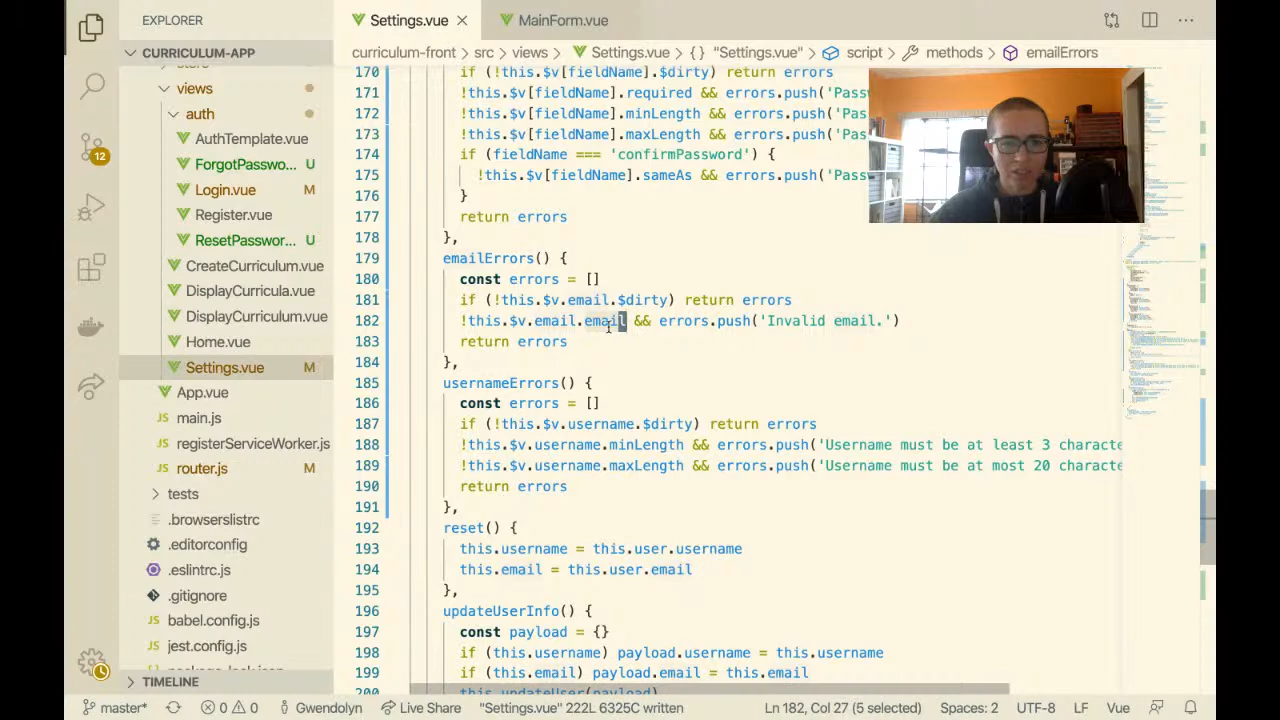 EXPLORER
Settings.vue
MainForm.vue
CURRICULUM-APP
curriculum-front > src > views > Settings.vue > {} "Settings.vue" > script > methods > emailErrors
views
auth
AuthTemplate.vue
ForgotPasswo... U
Login.vue M
Register.vue
ResetPasswor... U
CreateCurriculum.vue
DisplayCurricula.vue
DisplayCurriculum.vue
Home.vue
Settings.vue M
App.vue
main.js
registerServiceWorker.js
router.js M
tests
.browserslistrc
.editorconfig
.eslintrc.js
.gitignore
babel.config.js
jest.config.js
TIMELINE
12
170 if (!this.$v[fieldName].$dirty) return errors
171 !this.$v[fieldName].required && errors.push('Pas
172 !this.$v[fieldName].minLength && errors.push('Pas
173 !this.$v[fieldName].maxLength && errors.push('Pas
174 if (fieldName === 'confirmPassword') {
175 !this.$v[fieldName].sameAs && errors.push('Pas
176 }
177 return errors
178 },
179 emailErrors() {
180 const errors = []
181 if (!this.$v.email.$dirty) return errors
182 !this.$v.email.email && errors.push('Invalid email.')
183 return errors
184 },
185 usernameErrors() {
186 const errors = []
187 if (!this.$v.username.$dirty) return errors
188 !this.$v.username.minLength && errors.push('Username must be at least 3 characte
189 !this.$v.username.maxLength && errors.push('Username must be at most 20 characte
190 return errors
191 },
192 reset() {
193 this.username = this.user.username
194 this.email = this.user.email
195 },
196 updateUserInfo() {
197 const payload = {}
198 if (this.username) payload.username = this.username
199 if (this.email) payload.email = this.email
200 this.updateUser(payload)
master* 0 0 Gwendolyn Live Share "Settings.vue" 222L 6325C written Ln 182, Col 27 (5 selected) Spaces: 2 UTF-8 LF Vue